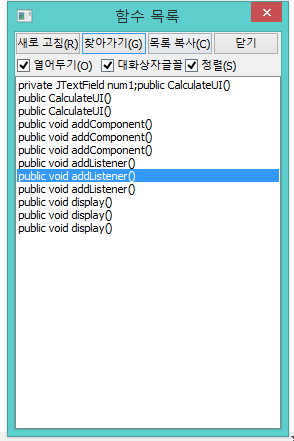 함수 목록
새로 고침(R) 찾아가기(G) 목록 복사(C) 닫기
열어두기(O) 대화상자글꼴 정렬(S)
private JTextField num1;public CalculateUI()
public CalculateUI()
public CalculateUI()
public void addComponent()
public void addComponent()
public void addComponent()
public void addListener()
public void addListener()
public void addListener()
public void display()
public void display()
public void display()